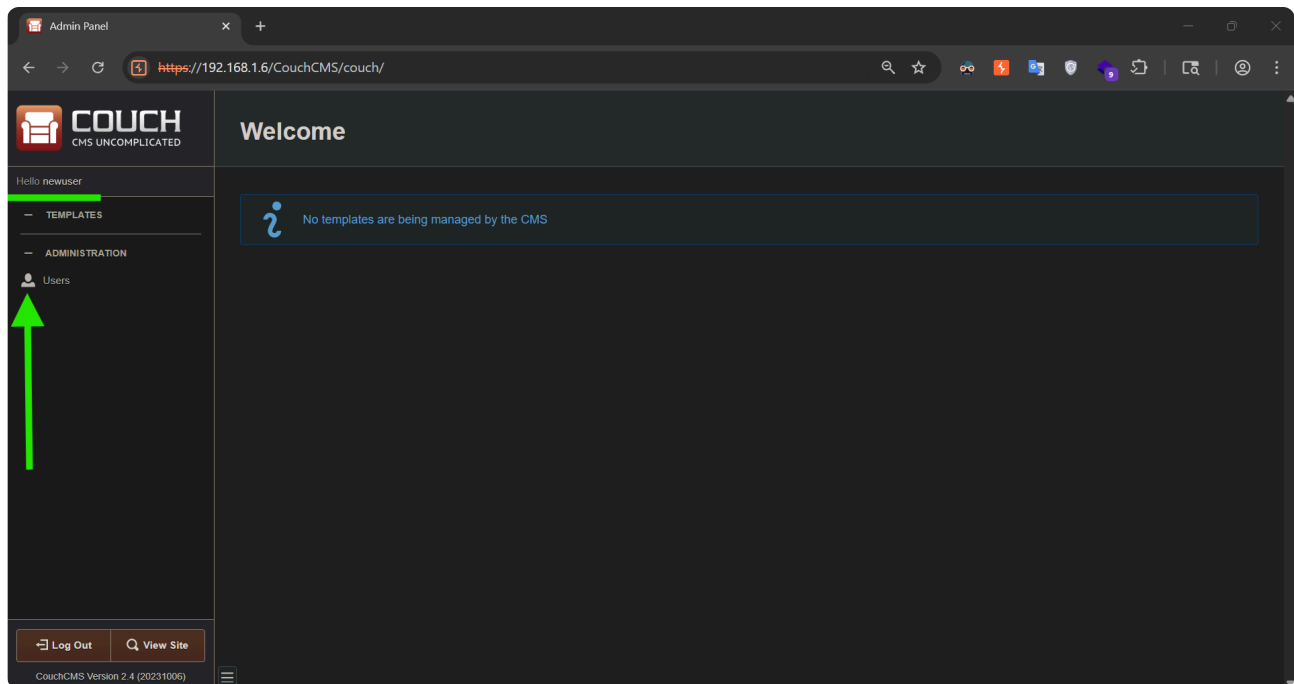 Admin Panel
https://192.168.1.6/CouchCMS/couch/
9
COUCH
CMS UNCOMPLICATED
Welcome
Hello newuser
TEMPLATES
No templates are being managed by the CMS
ADMINISTRATION
Users
Log Out
View Site
CouchCMS Version 2.4 (20231006)